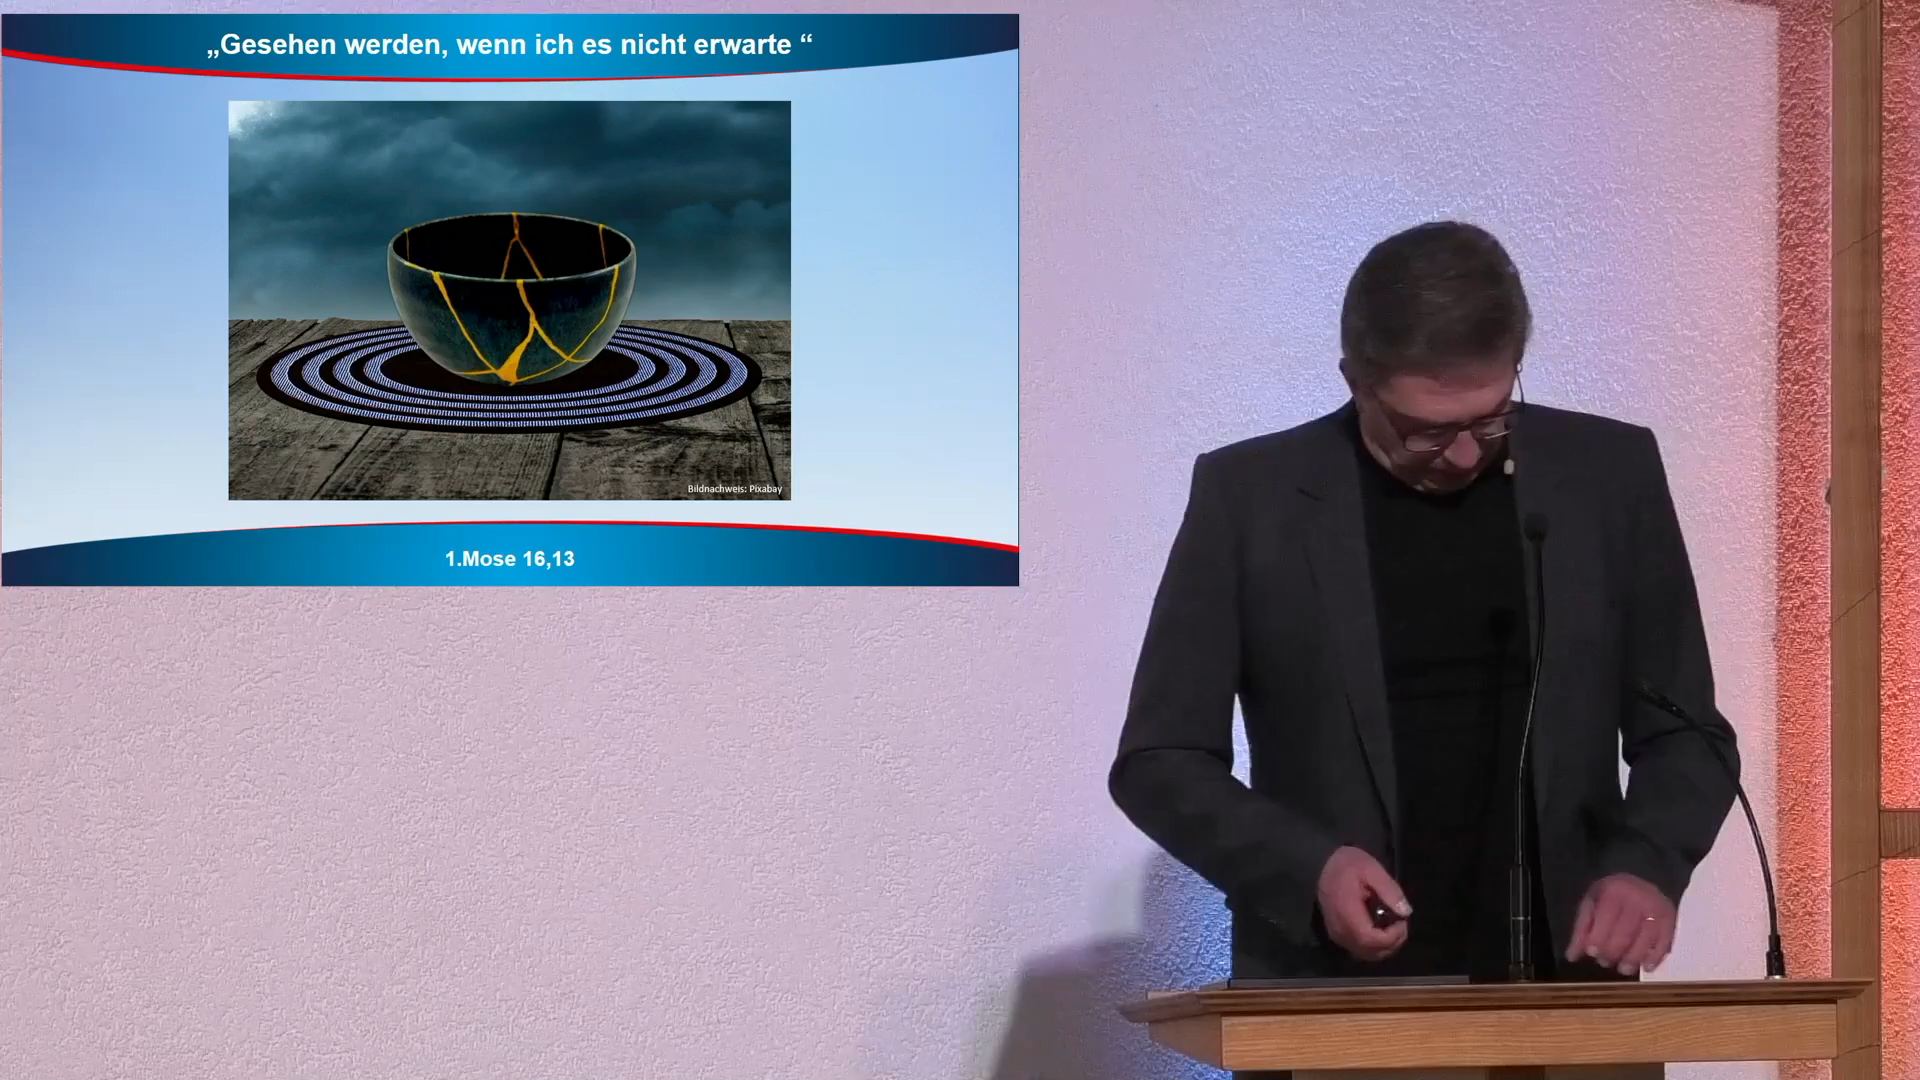 „Gesehen werden, wenn ich es nicht erwarte “
Bildnachweis: Pixabay
1.Mose 16,13